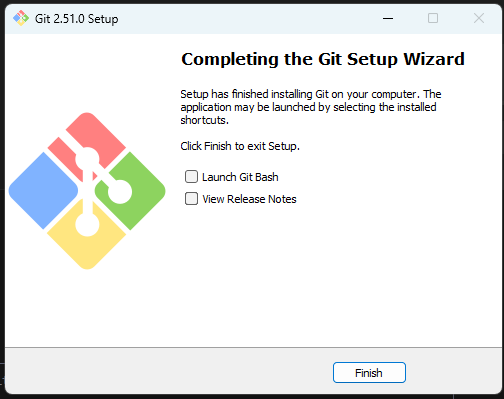 Git 2.51.0 Setup
Completing the Git Setup Wizard
Setup has finished installing Git on your computer. The
application may be launched by selecting the installed
shortcuts.
Click Finish to exit Setup.
Launch Git Bash
View Release Notes
Finish